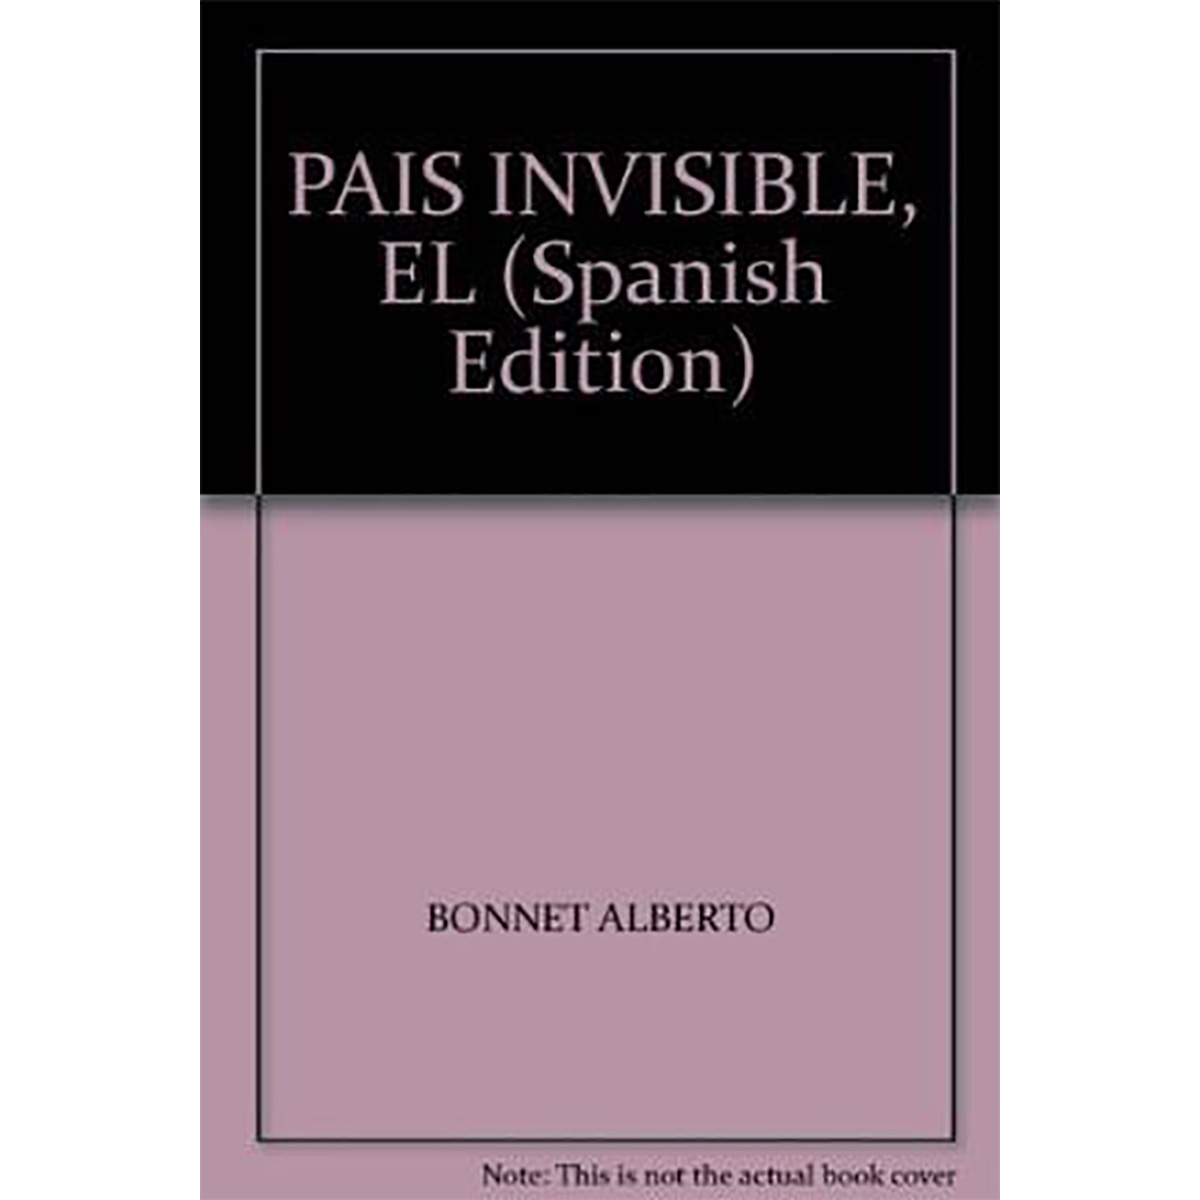 PAIS INVISIBLE,
EL (Spanish
Edition)
BONNET ALBERTO
Note: This is not the actual book cover